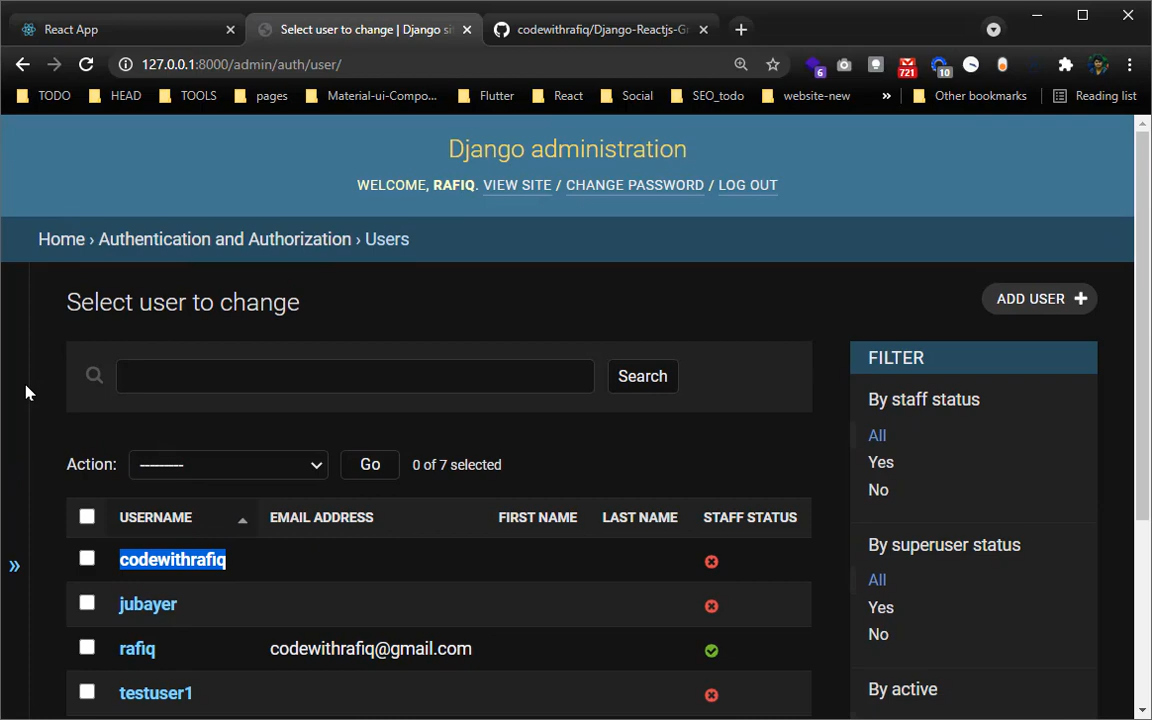 React App
Select user to change | Django si
codewithrafiq/Django-Reactjs-Gr
127.0.0.1:8000/admin/auth/user/
6
721
10
TODO
HEAD
TOOLS
pages
Material-ui-Compo...
Flutter
React
Social
SEO_todo
website-new
»
Other bookmarks
Reading list
Django administration
WELCOME, RAFIQ. VIEW SITE / CHANGE PASSWORD / LOG OUT
Home › Authentication and Authorization › Users
Select user to change
ADD USER +
Search
FILTER
By staff status
All
Yes
No
Action: --------- Go 0 of 7 selected
USERNAME EMAIL ADDRESS FIRST NAME LAST NAME STAFF STATUS
codewithrafiq
jubayer
rafiq codewithrafiq@gmail.com
testuser1
By superuser status
All
Yes
No
By active
»